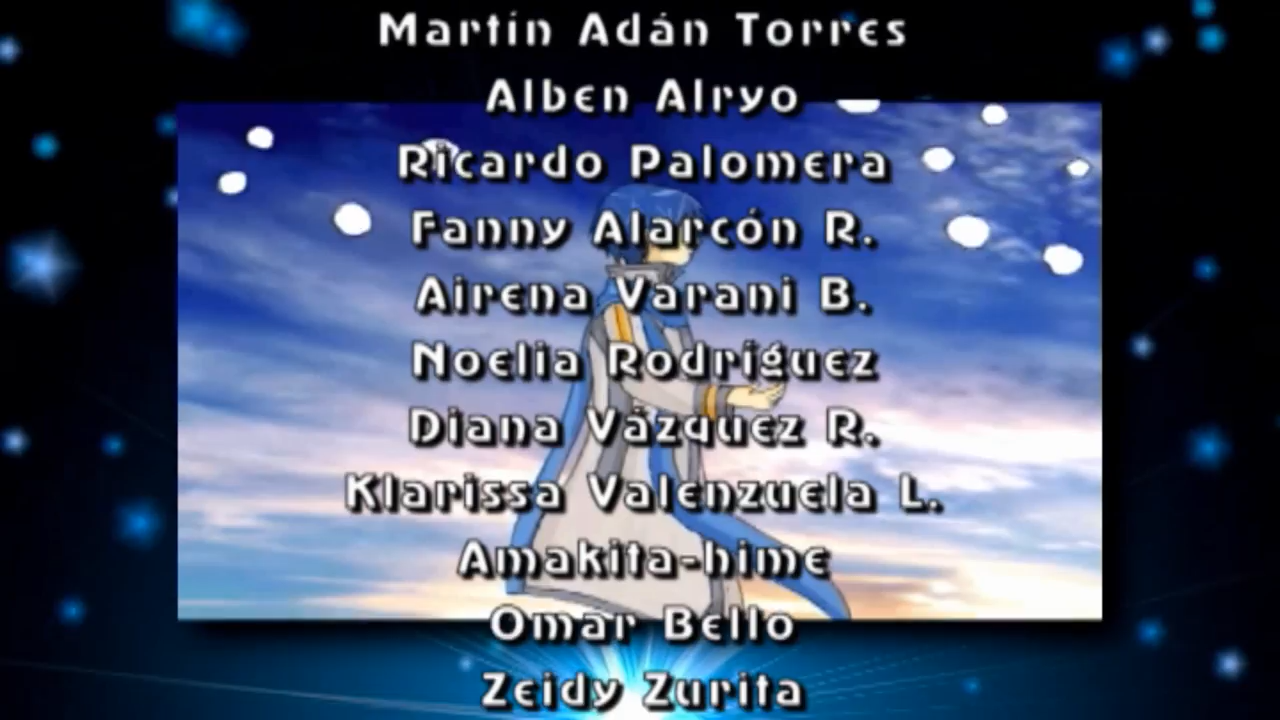 Martín Adán Torres
Alben Alryo
Ricardo Palomera
Fanny Alarcón R.
Airena Varani B.
Noelia Rodríguez
Diana Vázquez R.
Klarissa Valenzuela L.
Amakita-hime
Omar Bello
Zeidy Zurita